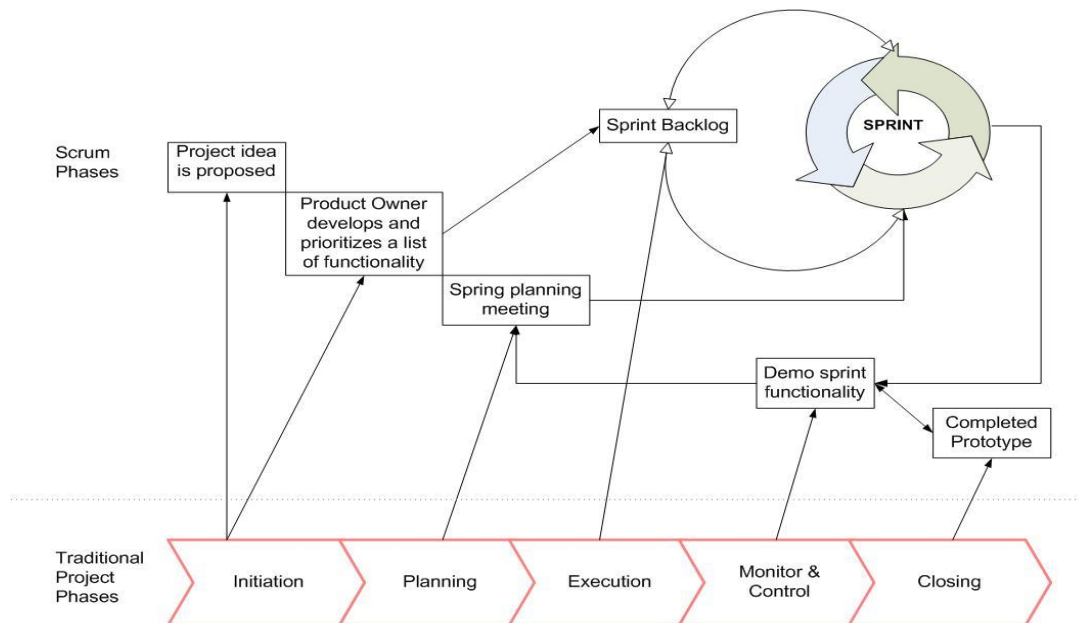 Sprint Backlog
SPRINT
Scrum
Phases
Project idea
is proposed
Product Owner
develops and
prioritizes a list
of functionality
Spring planning
meeting
Demo sprint
functionality
Completed
Prototype
Traditional
Project
Phases
Initiation
Planning
Execution
Monitor &
Control
Closing